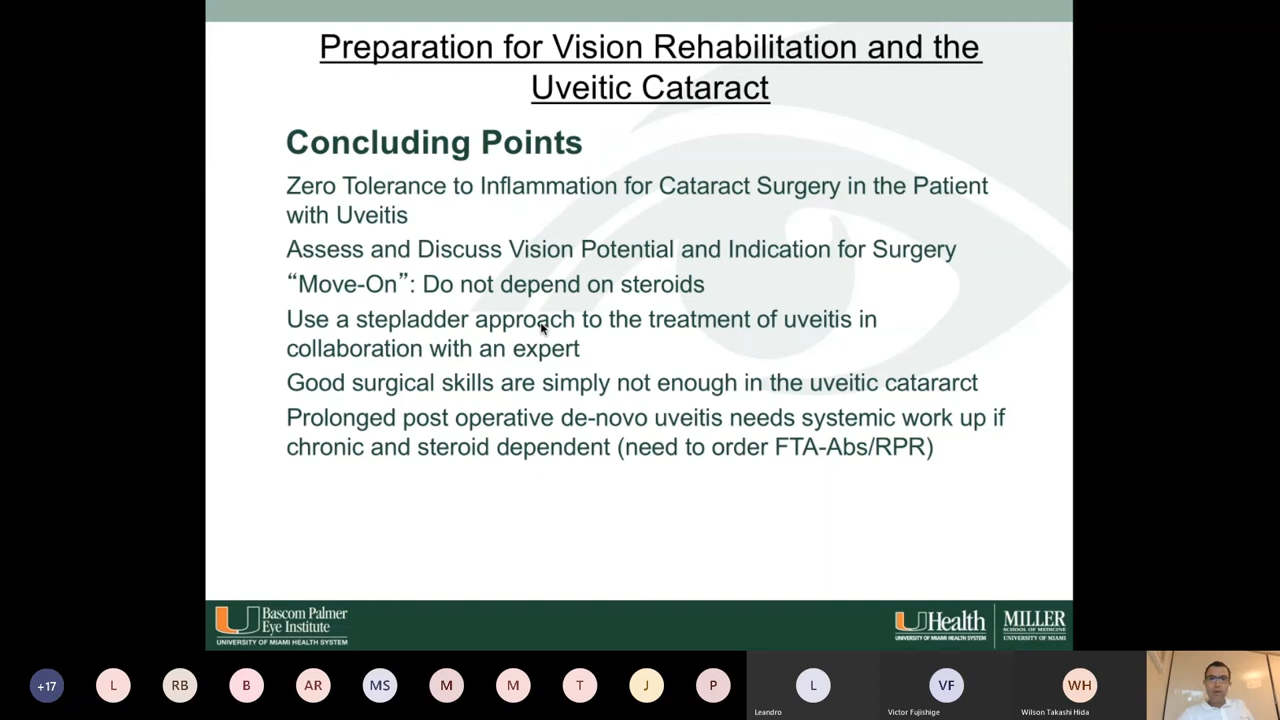 Preparation for Vision Rehabilitation and the
Uveitic Cataract
Concluding Points
Zero Tolerance to Inflammation for Cataract Surgery in the Patient
with Uveitis
Assess and Discuss Vision Potential and Indication for Surgery
“Move-On”: Do not depend on steroids
Use a stepladder approach to the treatment of uveitis in
collaboration with an expert
Good surgical skills are simply not enough in the uveitic catararct
Prolonged post operative de-novo uveitis needs systemic work up if
chronic and steroid dependent (need to order FTA-Abs/RPR)
Bascom Palmer
Eye Institute
UNIVERSITY OF MIAMI HEALTH SYSTEM
UHealth
UNIVERSITY OF MIAMI HEALTH SYSTEM
MILLER
SCHOOL OF MEDICINE
UNIVERSITY OF MIAMI
+17
L
RB
B
AR
MS
M
M
T
J
P
L
Leandro
VF
Victor Fujishige
WH
Wilson Takashi Hida